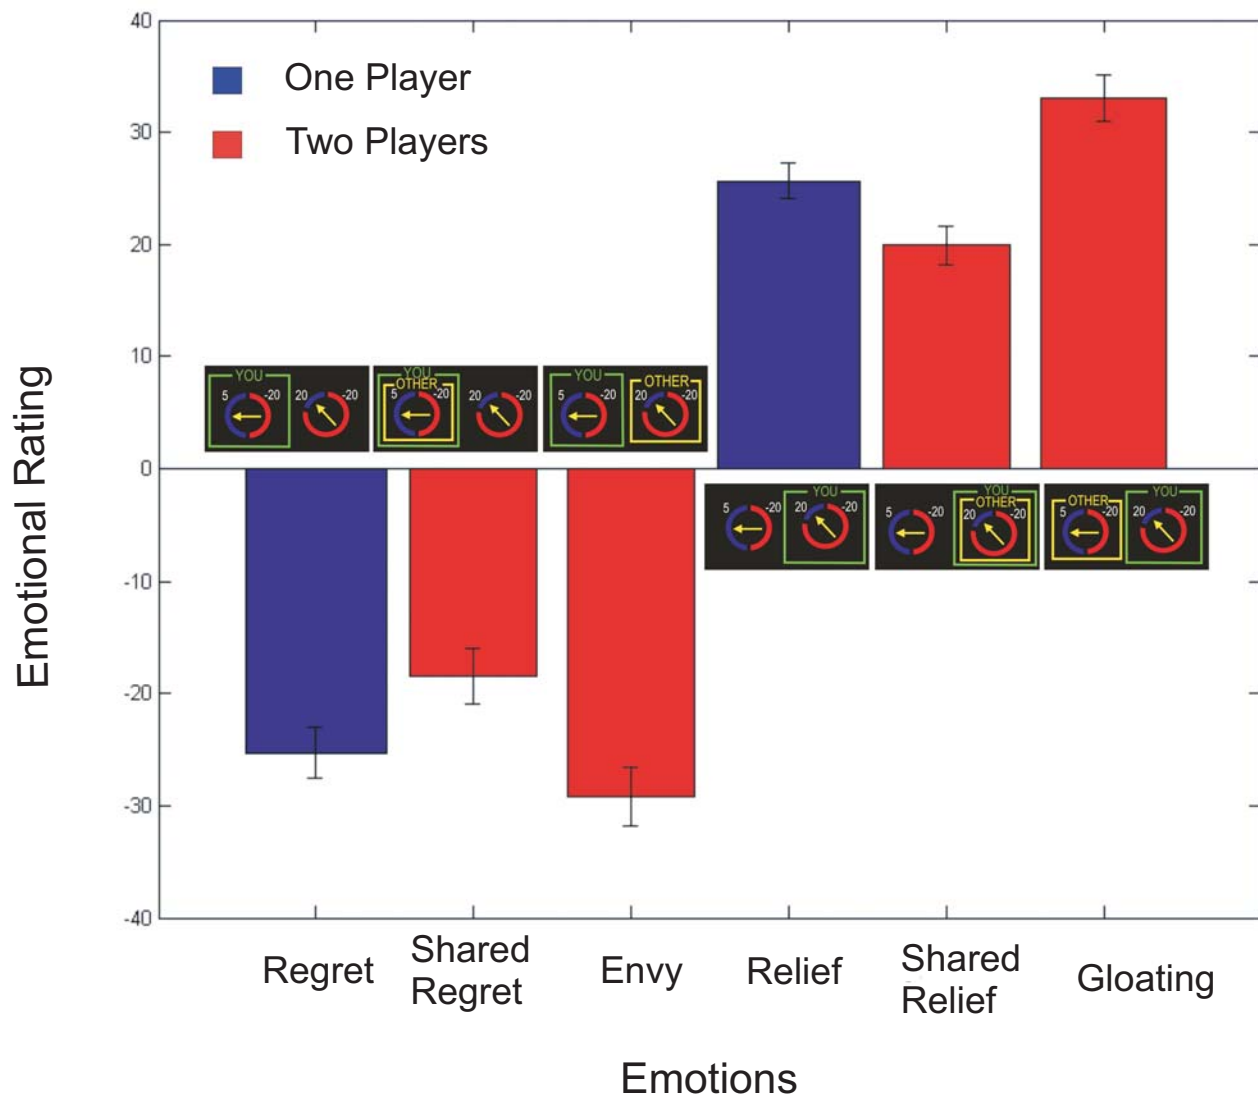 40
30
20
10
0
-10
-20
-30
-40
Emotional Rating
One Player
Two Players
YOU
5 -20 20 -20
YOU
OTHER
5 -20 20 -20
YOU OTHER
5 -20 20 -20
YOU
5 -20 20 -20
YOU
OTHER
5 -20 20 -20
OTHER YOU
5 -20 20 -20
Regret
Shared
Regret
Envy
Relief
Shared
Relief
Gloating
Emotions